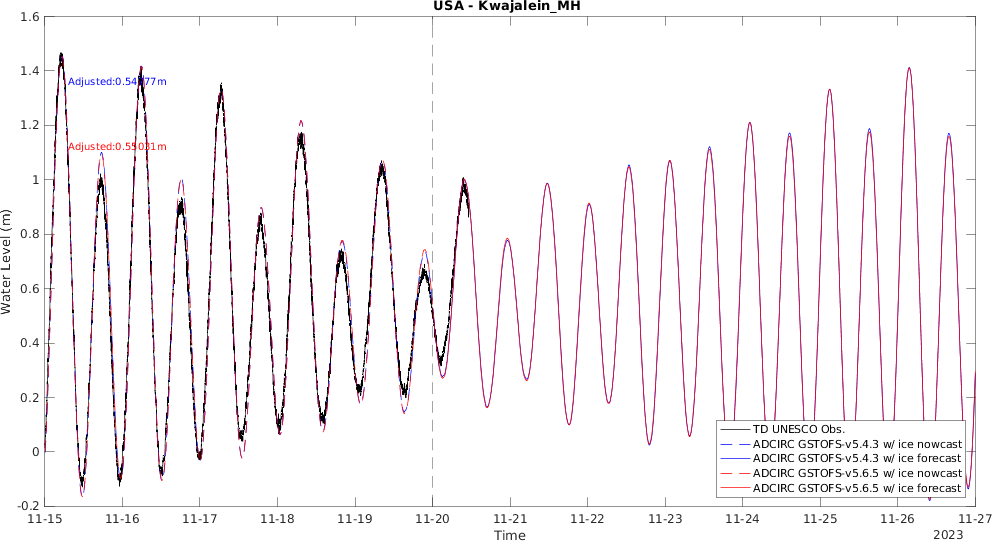 USA - Kwajalein_MH
Water Level (m)
1.6
1.4
1.2
1
0.8
0.6
0.4
0.2
0
-0.2
Adjusted:0.54177m
Adjusted:0.55031m
TD UNESCO Obs.
ADCIRC GSTOFS-v5.4.3 w/ ice nowcast
ADCIRC GSTOFS-v5.4.3 w/ ice forecast
ADCIRC GSTOFS-v5.6.5 w/ ice nowcast
ADCIRC GSTOFS-v5.6.5 w/ ice forecast
11-15 11-16 11-17 11-18 11-19 11-20 11-21 11-22 11-23 11-24 11-25 11-26 11-27
Time
2023